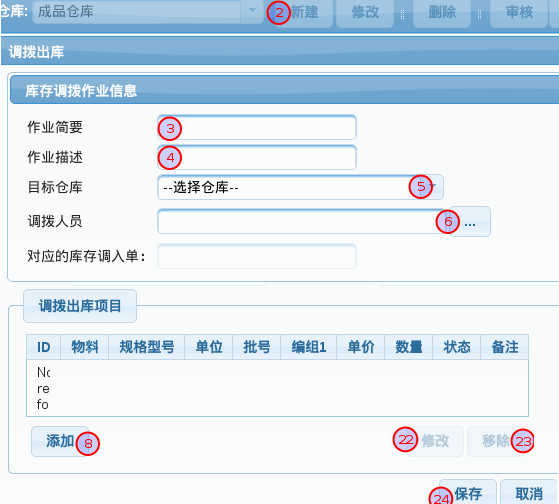 仓库: 成品仓库 2 新建 修改 删除 审核
调拨出库
库存调拨作业信息
作业简要 3
作业描述 4
目标仓库 --选择仓库-- 5
调拨人员 6 ...
对应的库存调入单:
调拨出库项目
ID 物料 规格型号 单位 批号 编组1 单价 数量 状态 备注
No
re
fo
添加 8 22 修改 移除 23
24 保存 取消